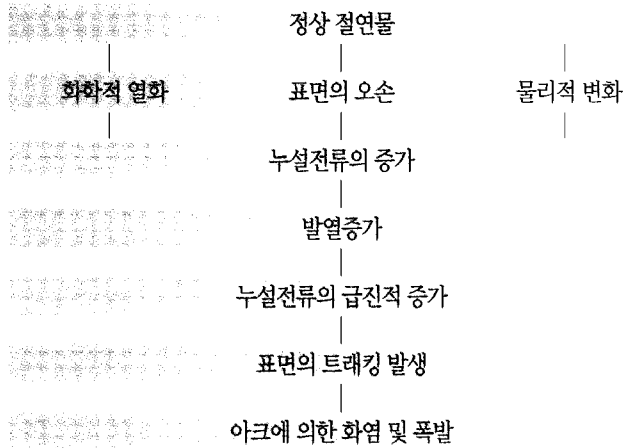 정상 절연물
화학적 열화 표면의 오손 물리적 변화
누설전류의 증가
발열증가
누설전류의 급진적 증가
표면의 트래킹 발생
아크에 의한 화염 및 폭발